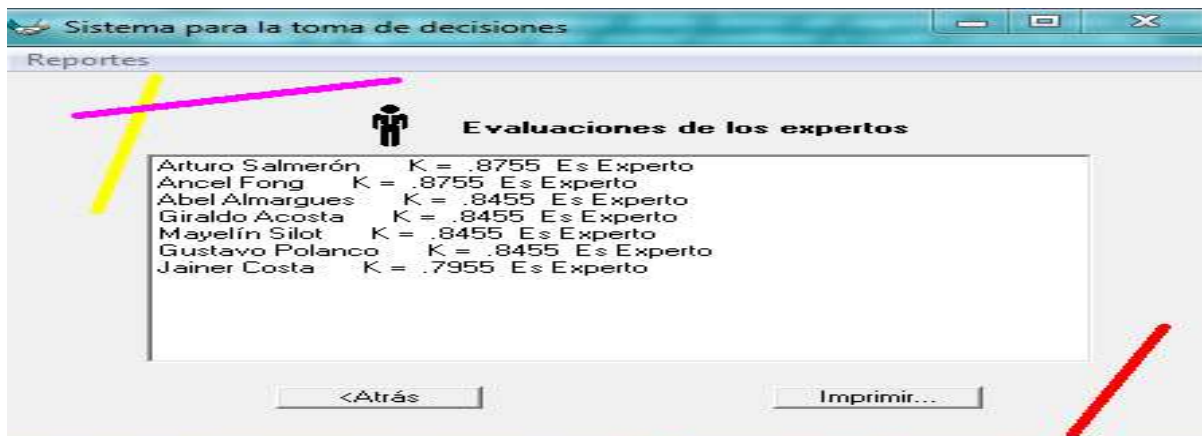 Sistema para la toma de decisiones
Reportes
Evaluaciones de los expertos
Arturo Salmerón K = .8755 Es Experto
Ancel Fong K = .8755 Es Experto
Abel Almargues K = .8455 Es Experto
Giraldo Acosta K = .8455 Es Experto
Mayelín Silot K = .8455 Es Experto
Gustavo Polanco K = .8455 Es Experto
Jainer Costa K = .7955 Es Experto
<Atrás Imprimir...